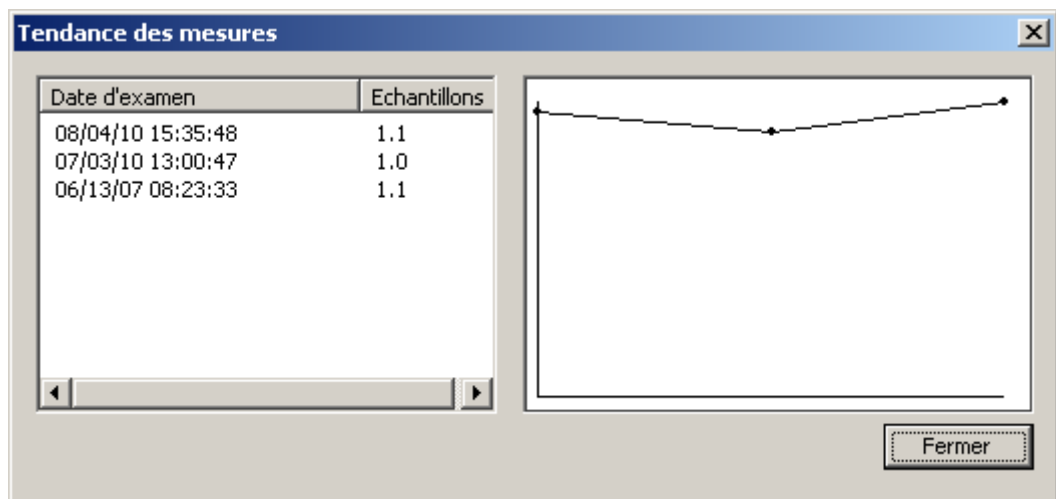 Tendance des mesures
Date d'examen Echantillons
08/04/10 15:35:48 1.1
07/03/10 13:00:47 1.0
06/13/07 08:23:33 1.1
Fermer